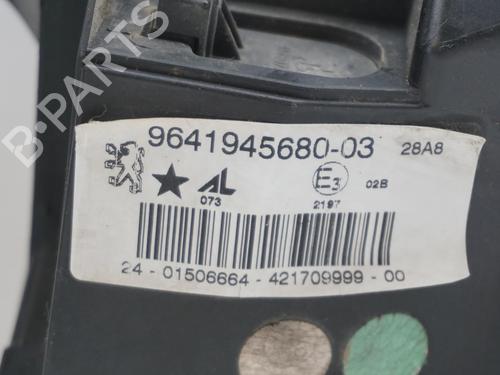 B-PARTS
9641945680-03 28A8
AL
073
E3
2197
02B
24 - 01506664 - 421709999 - 00